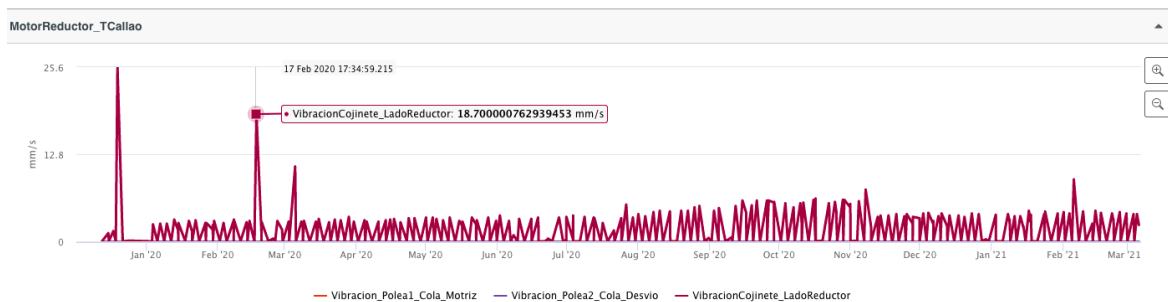 MotorReductor_TCallao
17 Feb 2020 17:34:59.215
25.6
VibracionCojinete_LadoReductor: 18.700000762939453 mm/s
mm/s
12.8
0
Jan '20 Feb '20 Mar '20 Apr '20 May '20 Jun '20 Jul '20 Aug '20 Sep '20 Oct '20 Nov '20 Dec '20 Jan '21 Feb '21 Mar '21
Vibracion_Polea1_Cola_Motriz Vibracion_Polea2_Cola_Desvio VibracionCojinete_LadoReductor